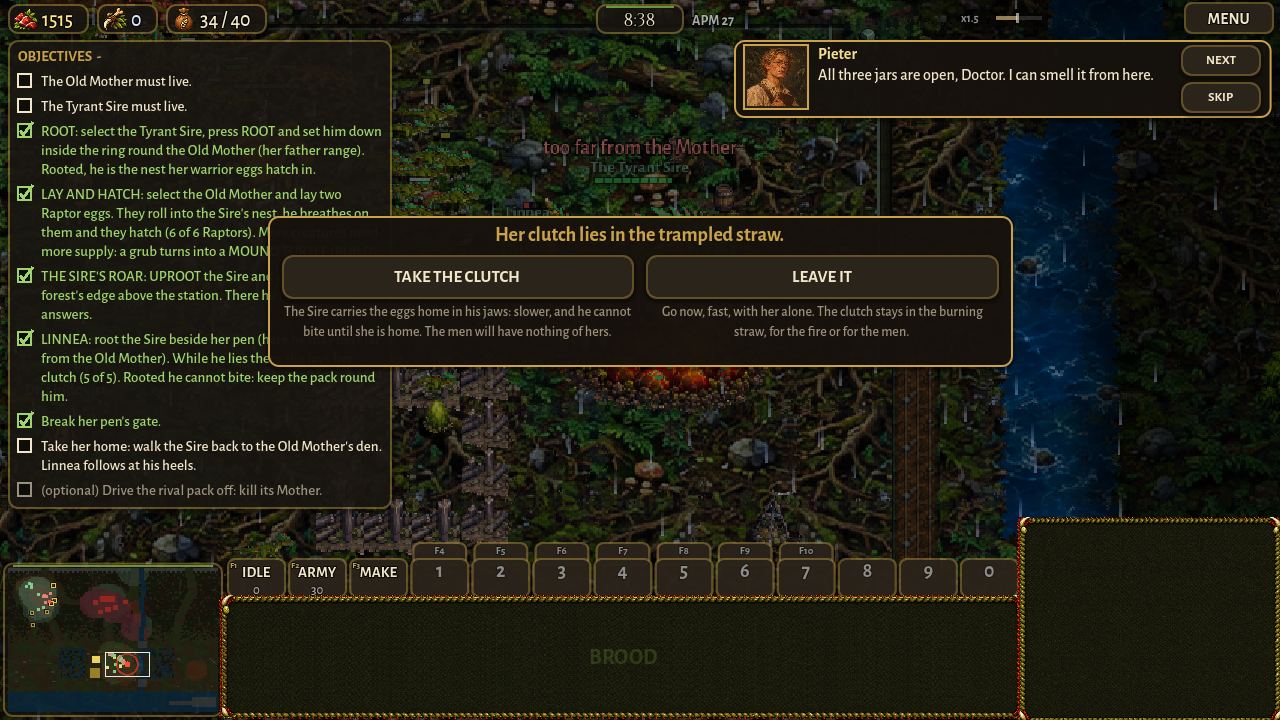 1515
0
34 / 40
8:38
APM 27
x1.5
MENU
OBJECTIVES -
The Old Mother must live.
The Tyrant Sire must live.
ROOT: select the Tyrant Sire, press ROOT and set him down
inside the ring round the Old Mother (her father range).
Rooted, he is the nest her warrior eggs hatch in.
LAY AND HATCH: select the Old Mother and lay two
Raptor eggs. They roll into the Sire's nest, he breathes on
them and they hatch (6 of 6 Raptors).
more supply: a grub turns into a MOUN
THE SIRE'S ROAR: UPROOT the Sire and
forest's edge above the station. There h
answers.
LINNEA: root the Sire beside her pen (h
from the Old Mother). While he lies the
clutch (5 of 5). Rooted he cannot bite: keep the pack round
him.
Break her pen's gate.
Take her home: walk the Sire back to the Old Mother's den.
Linnea follows at his heels.
(optional) Drive the rival pack off: kill its Mother.
Pieter
All three jars are open, Doctor. I can smell it from here.
NEXT
SKIP
too far from the Mother
The Tyrant Sire
Linnea
Her clutch lies in the trampled straw.
TAKE THE CLUTCH
The Sire carries the eggs home in his jaws: slower, and he cannot
bite until she is home. The men will have nothing of hers.
LEAVE IT
Go now, fast, with her alone. The clutch stays in the burning
straw, for the fire or for the men.
F4 F5 F6 F7 F8 F9 F10
F1 IDLE F2 ARMY F3 MAKE 1 2 3 4 5 6 7 8 9 0
0 30
BROOD